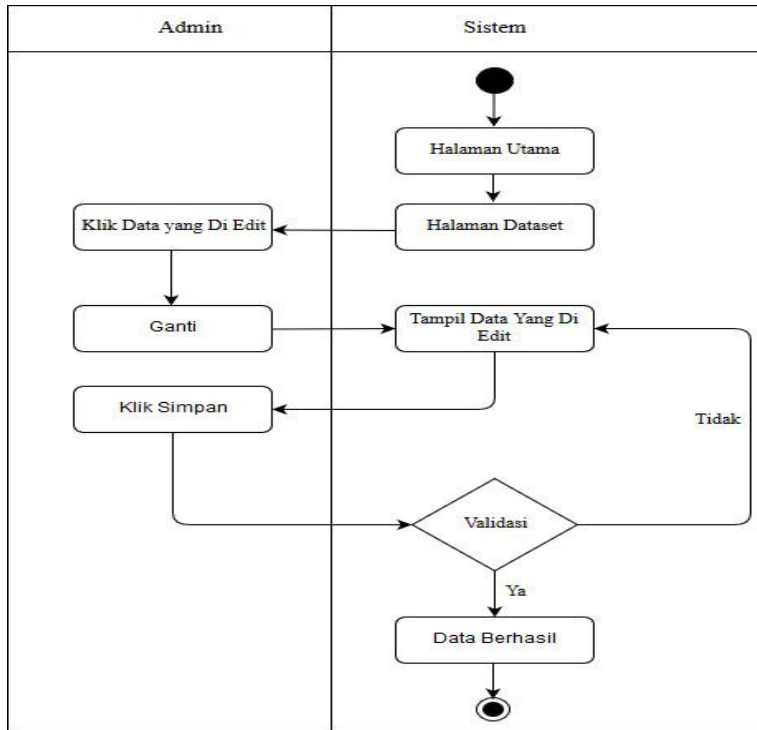 Admin
Sistem
Halaman Utama
Klik Data yang Di Edit
Halaman Dataset
Ganti
Tampil Data Yang Di
Edit
Klik Simpan
Tidak
Validasi
Ya
Data Berhasil